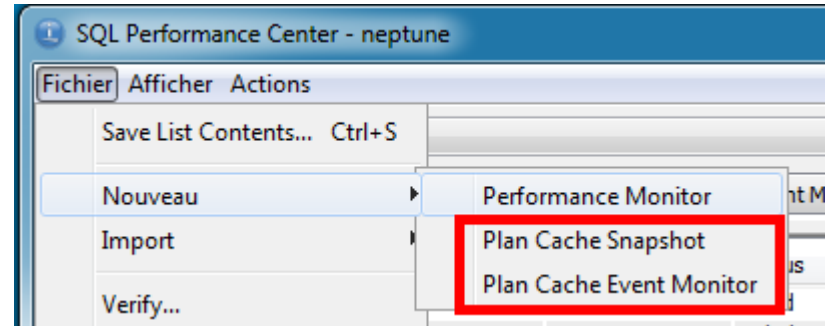 SQL Performance Center - neptune
Fichier Afficher Actions
Save List Contents... Ctrl+S
Nouveau
Performance Monitor
Import
Plan Cache Snapshot
Plan Cache Event Monitor
Verify...